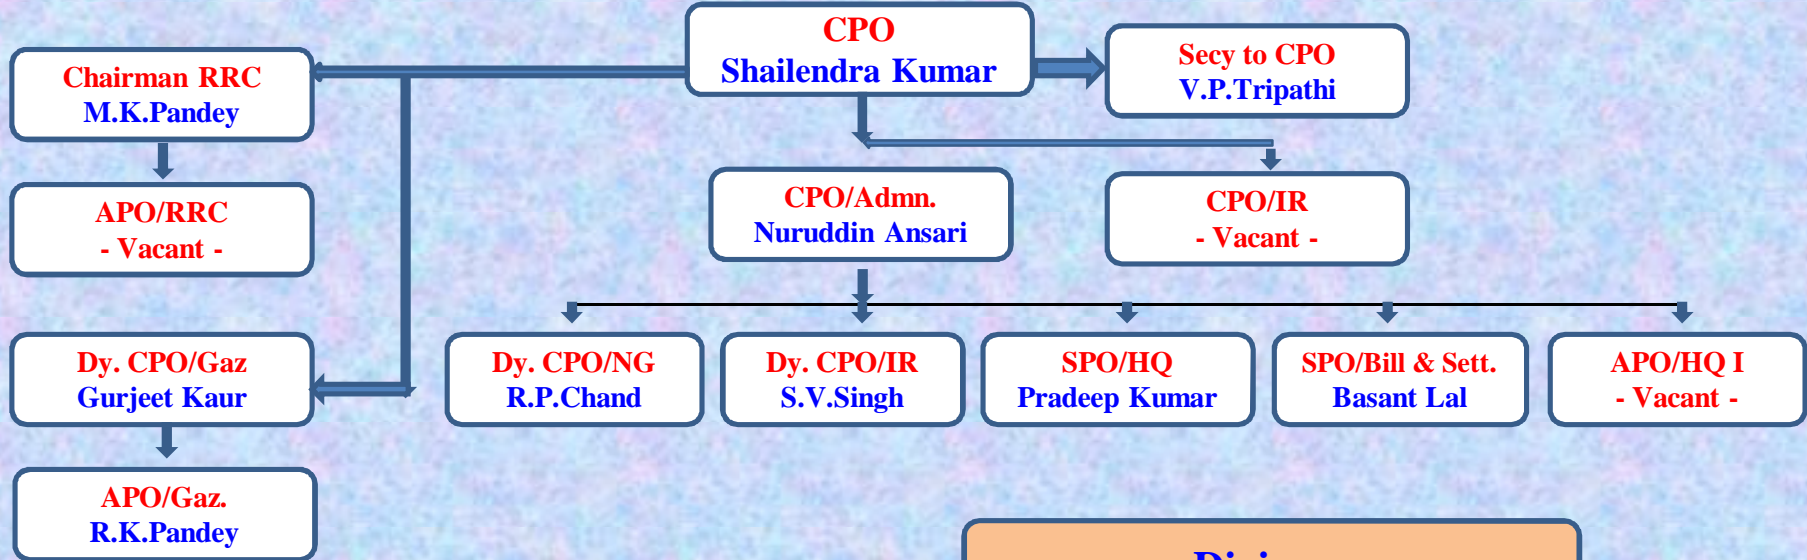 CPO
Shailendra Kumar
Secy to CPO
V.P.Tripathi
Chairman RRC
M.K.Pandey
APO/RRC
- Vacant -
CPO/Admn.
Nuruddin Ansari
CPO/IR
- Vacant -
Dy. CPO/Gaz
Gurjeet Kaur
Dy. CPO/NG
R.P.Chand
Dy. CPO/IR
S.V.Singh
SPO/HQ
Pradeep Kumar
SPO/Bill & Sett.
Basant Lal
APO/HQ I
- Vacant -
APO/Gaz.
R.K.Pandey